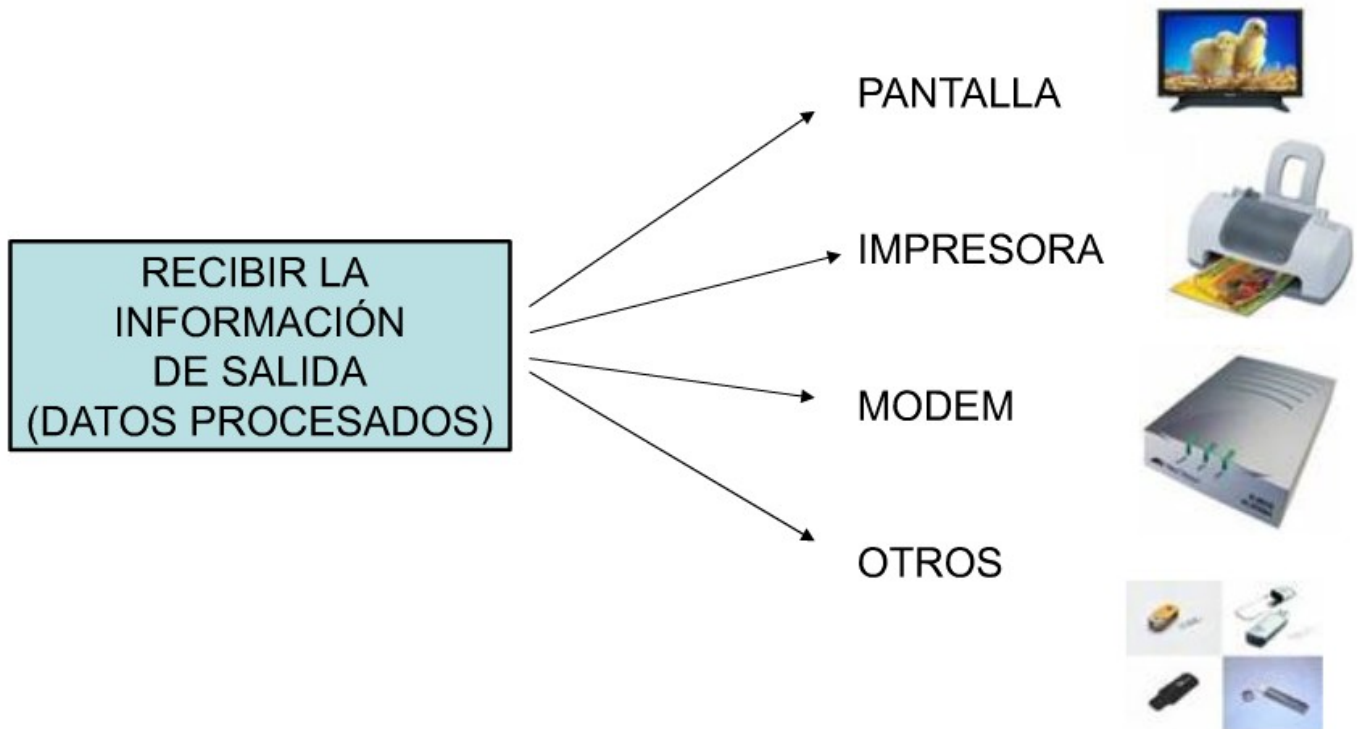 RECIBIR LA
INFORMACIÓN
DE SALIDA
(DATOS PROCESADOS)
PANTALLA
IMPRESORA
MODEM
OTROS